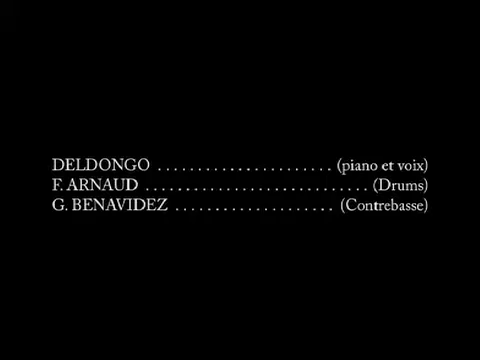 DELDONGO . . . . . . . . . . . . . . . . . . . . . . (piano et voix)
F. ARNAUD . . . . . . . . . . . . . . . . . . . . . . . . . . . . (Drums)
G. BENAVIDEZ . . . . . . . . . . . . . . . . . . . . (Contrebasse)